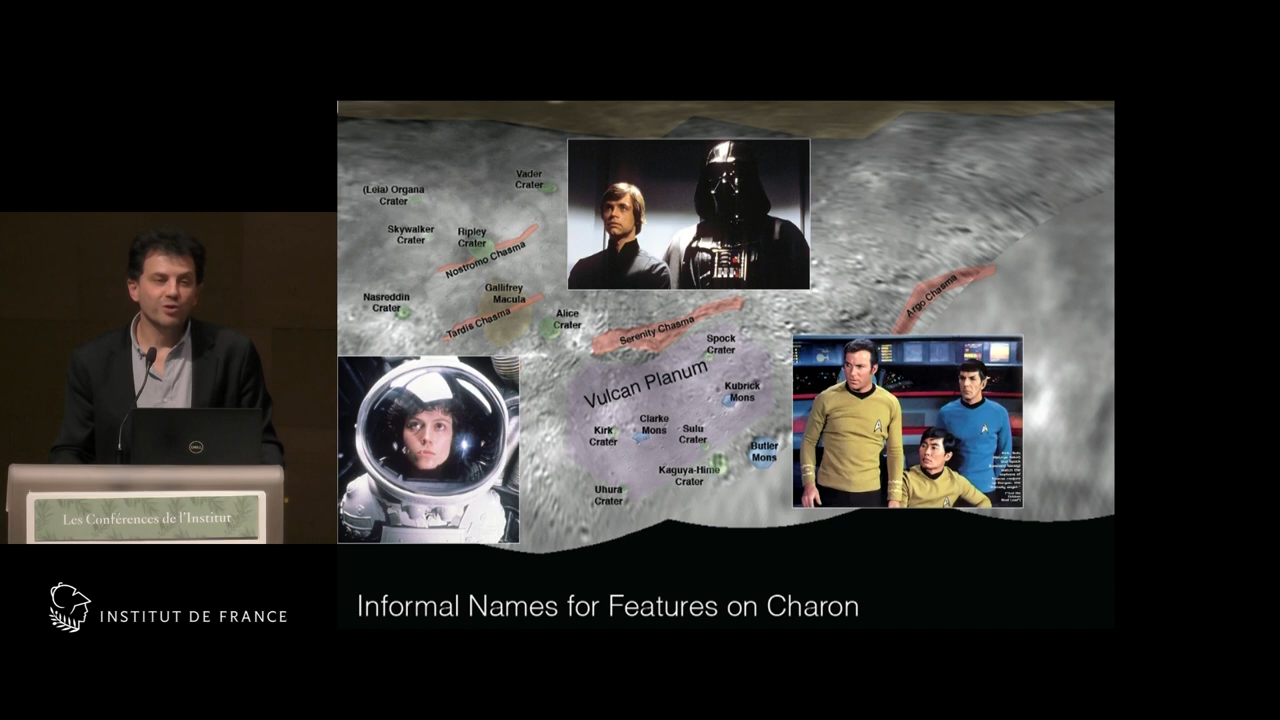 Vader
Crater
(Leia) Organa
Crater
Skywalker
Crater
Ripley
Crater
Nostromo Chasma
Nasreddin
Crater
Gallifrey
Macula
Tardis Chasma
Alice
Crater
Serenity Chasma
Argo Chasma
Spock
Crater
Vulcan Planum
Kubrick
Mons
Clarke
Mons
Kirk
Crater
Sulu
Crater
Butler
Mons
Kaguya-Hime
Crater
Uhura
Crater
Informal Names for Features on Charon
DELL
Les Conférences de l'Institut
INSTITUT DE FRANCE